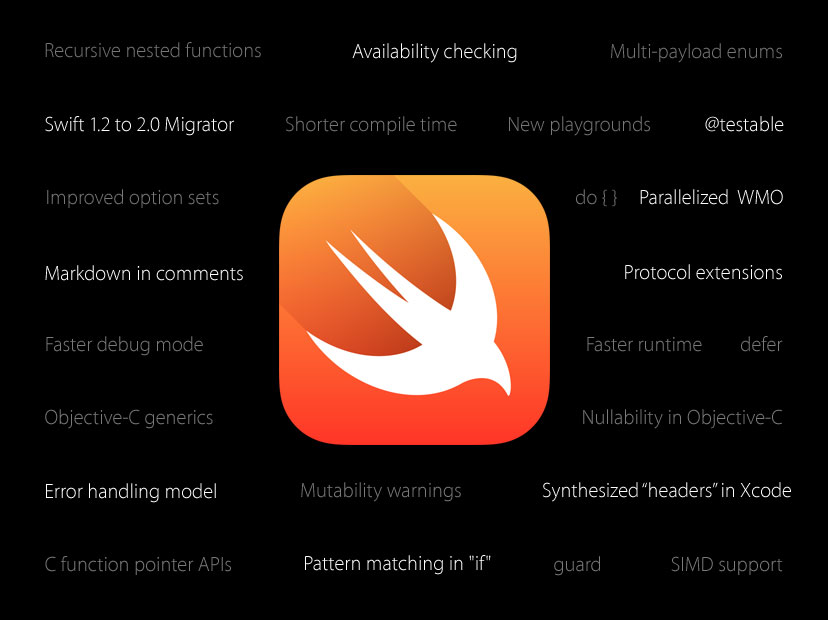 Recursive nested functions Availability checking Multi-payload enums
Swift 1.2 to 2.0 Migrator Shorter compile time New playgrounds @testable
Improved option sets do { } Parallelized WMO
Markdown in comments Protocol extensions
Faster debug mode Faster runtime defer
Objective-C generics Nullability in Objective-C
Error handling model Mutability warnings Synthesized “headers” in Xcode
C function pointer APIs Pattern matching in "if" guard SIMD support